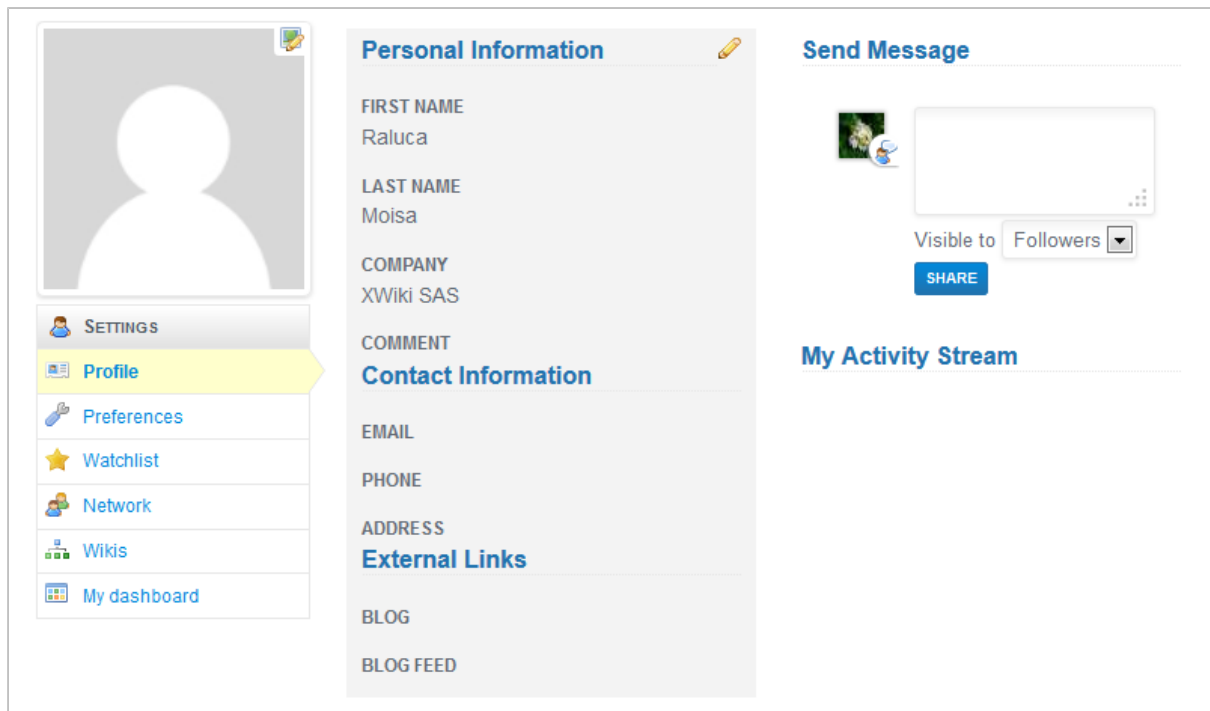 SETTINGS
Profile
Preferences
Watchlist
Network
Wikis
My dashboard
Personal Information
FIRST NAME
Raluca
LAST NAME
Moisa
COMPANY
XWiki SAS
COMMENT
Contact Information
EMAIL
PHONE
ADDRESS
External Links
BLOG
BLOG FEED
Send Message
Visible to Followers
SHARE
My Activity Stream